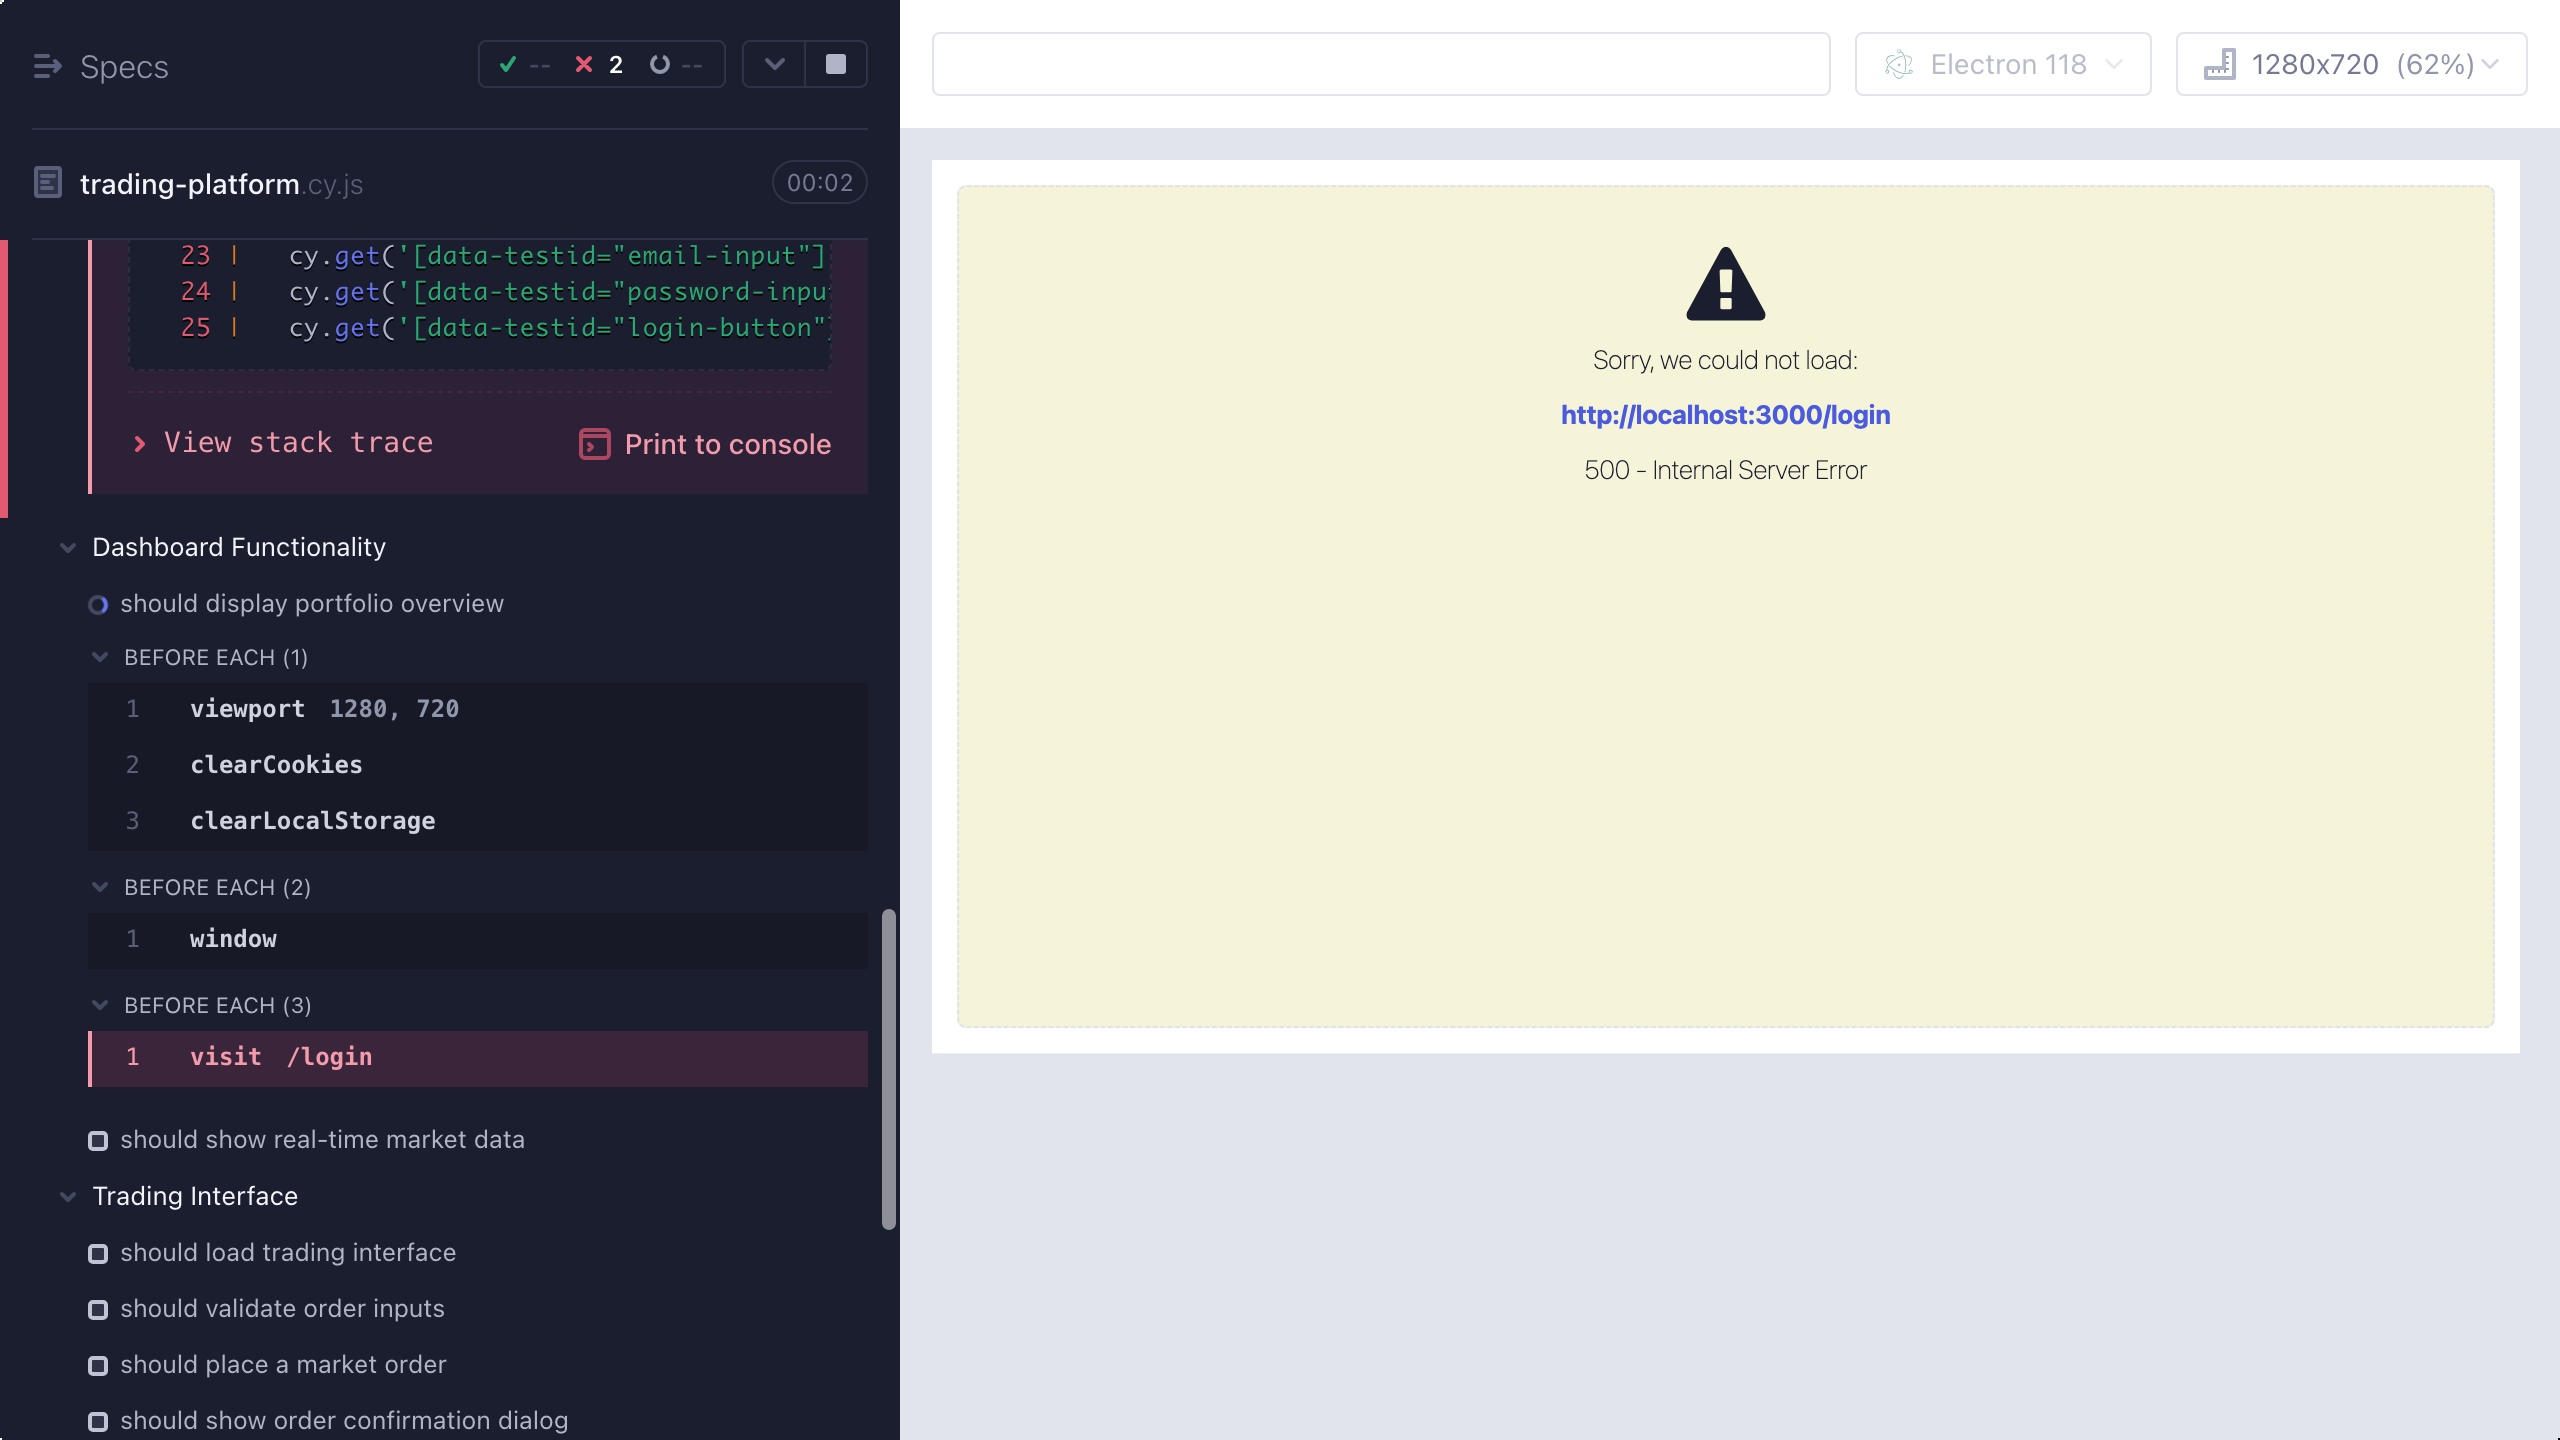 Specs
-- 2 --
trading-platform.cy.js
00:02
23 | cy.get('[data-testid="email-input"]
24 | cy.get('[data-testid="password-inpu
25 | cy.get('[data-testid="login-button"]
View stack trace
Print to console
Dashboard Functionality
should display portfolio overview
BEFORE EACH (1)
1 viewport 1280, 720
2 clearCookies
3 clearLocalStorage
BEFORE EACH (2)
1 window
BEFORE EACH (3)
1 visit /login
should show real-time market data
Trading Interface
should load trading interface
should validate order inputs
should place a market order
should show order confirmation dialog
Electron 118
1280x720 (62%)
Sorry, we could not load:
http://localhost:3000/login
500 - Internal Server Error